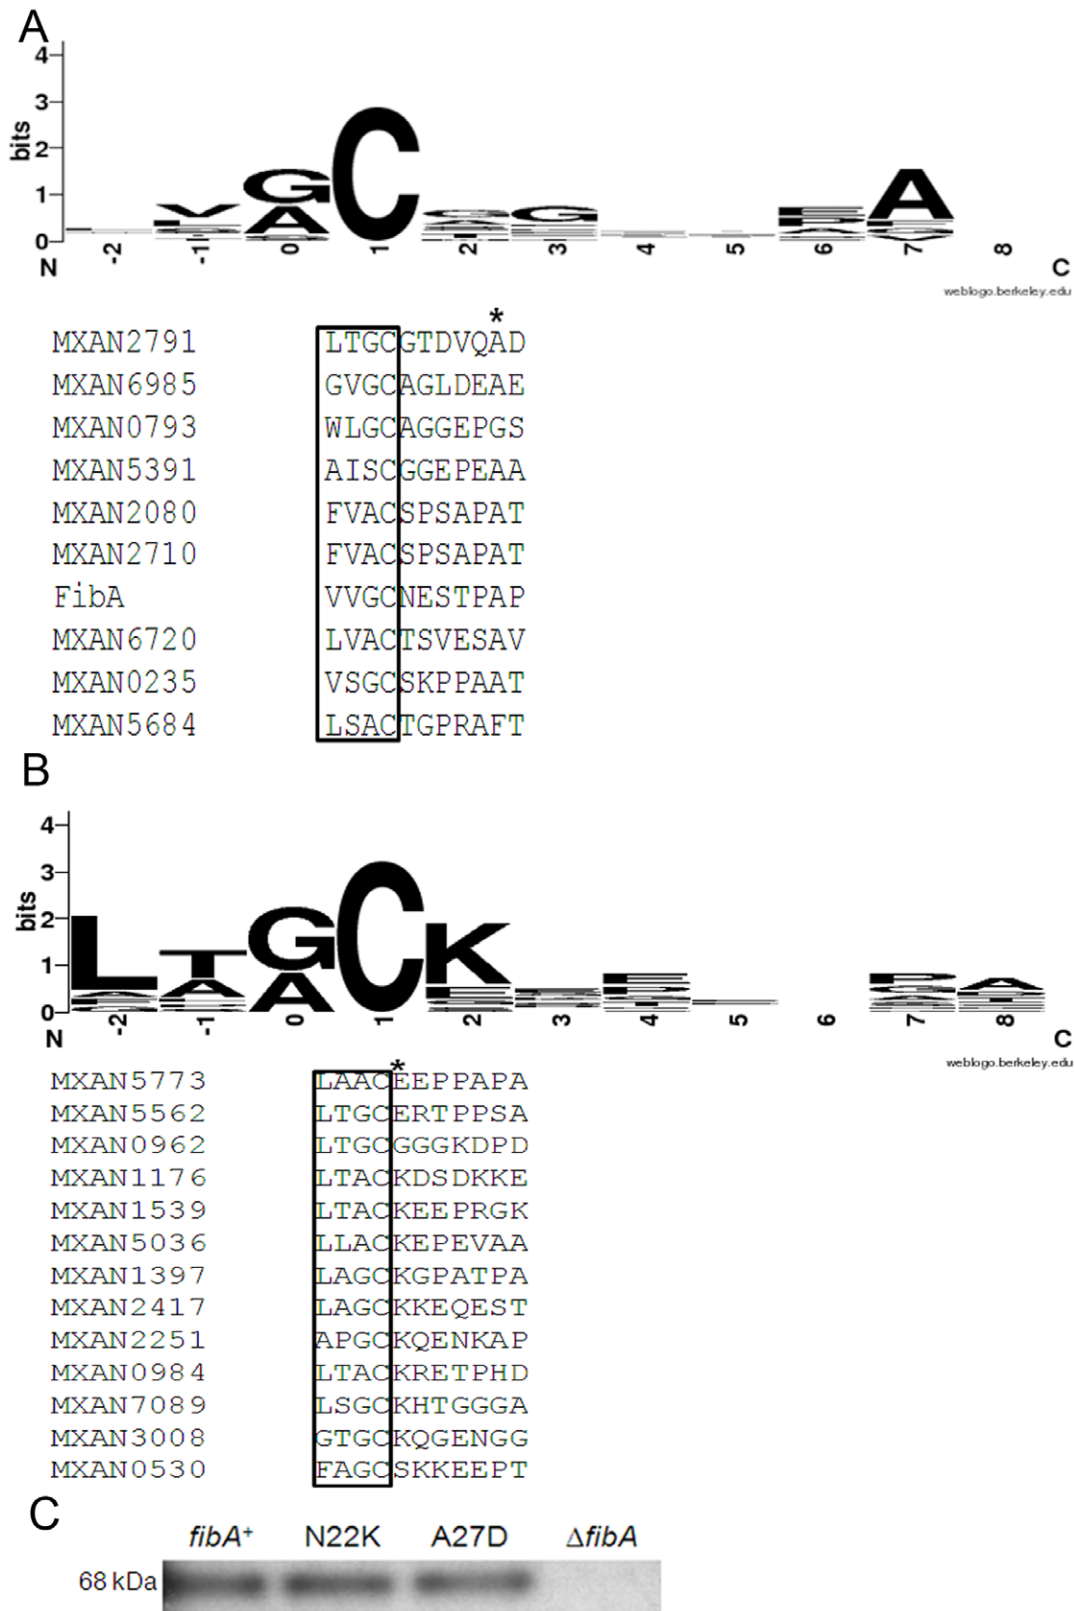 A
bits
4
3
2
1
0
V G A C S G E A
N -2 -1 0 1 2 3 4 5 6 7 8 C
weblogo.berkeley.edu
*
MXAN2791 LTGCGTDVQAD
MXAN6985 GVGCAGLDEAE
MXAN0793 WLGCAGGEPGS
MXAN5391 AISCGGEPEAA
MXAN2080 FVACSPSAPAT
MXAN2710 FVACSPSAPAT
FibA VVGCNESTPAP
MXAN6720 LVACTSVESAV
MXAN0235 VSGCSKPPAAT
MXAN5684 LSACTGPRAFT
B
bits
4
3
2
1
0
L T A G A C K E A
N -2 -1 0 1 2 3 4 5 6 7 8 C
weblogo.berkeley.edu
*
MXAN5773 LAACEEPPAPA
MXAN5562 LTGCERTPPSA
MXAN0962 LTGCGGGKDPD
MXAN1176 LTACKDSDKKE
MXAN1539 LTACKEEPRGK
MXAN5036 LLACKEPEVAA
MXAN1397 LAGCKGPATPA
MXAN2417 LAGCKKEQEST
MXAN2251 APGCKQENKAP
MXAN0984 LTACKRETPHD
MXAN7089 LSGCKHTGGGA
MXAN3008 GTGCKQGENGG
MXAN0530 FAGCSKKEEPT
C
fibA+ N22K A27D ΔfibA
68 kDa